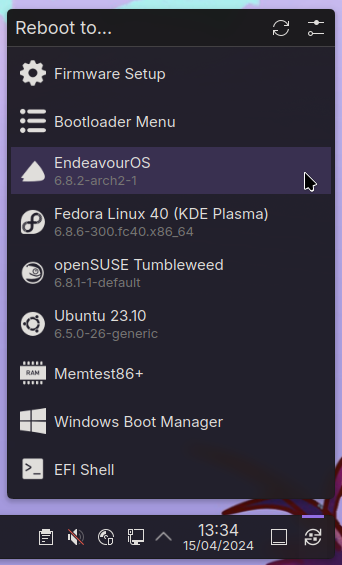 Reboot to...
Firmware Setup
Bootloader Menu
EndeavourOS
6.8.2-arch2-1
Fedora Linux 40 (KDE Plasma)
6.8.6-300.fc40.x86_64
openSUSE Tumbleweed
6.8.1-1-default
Ubuntu 23.10
6.5.0-26-generic
RAM
Memtest86+
Windows Boot Manager
EFI Shell
13:34
15/04/2024